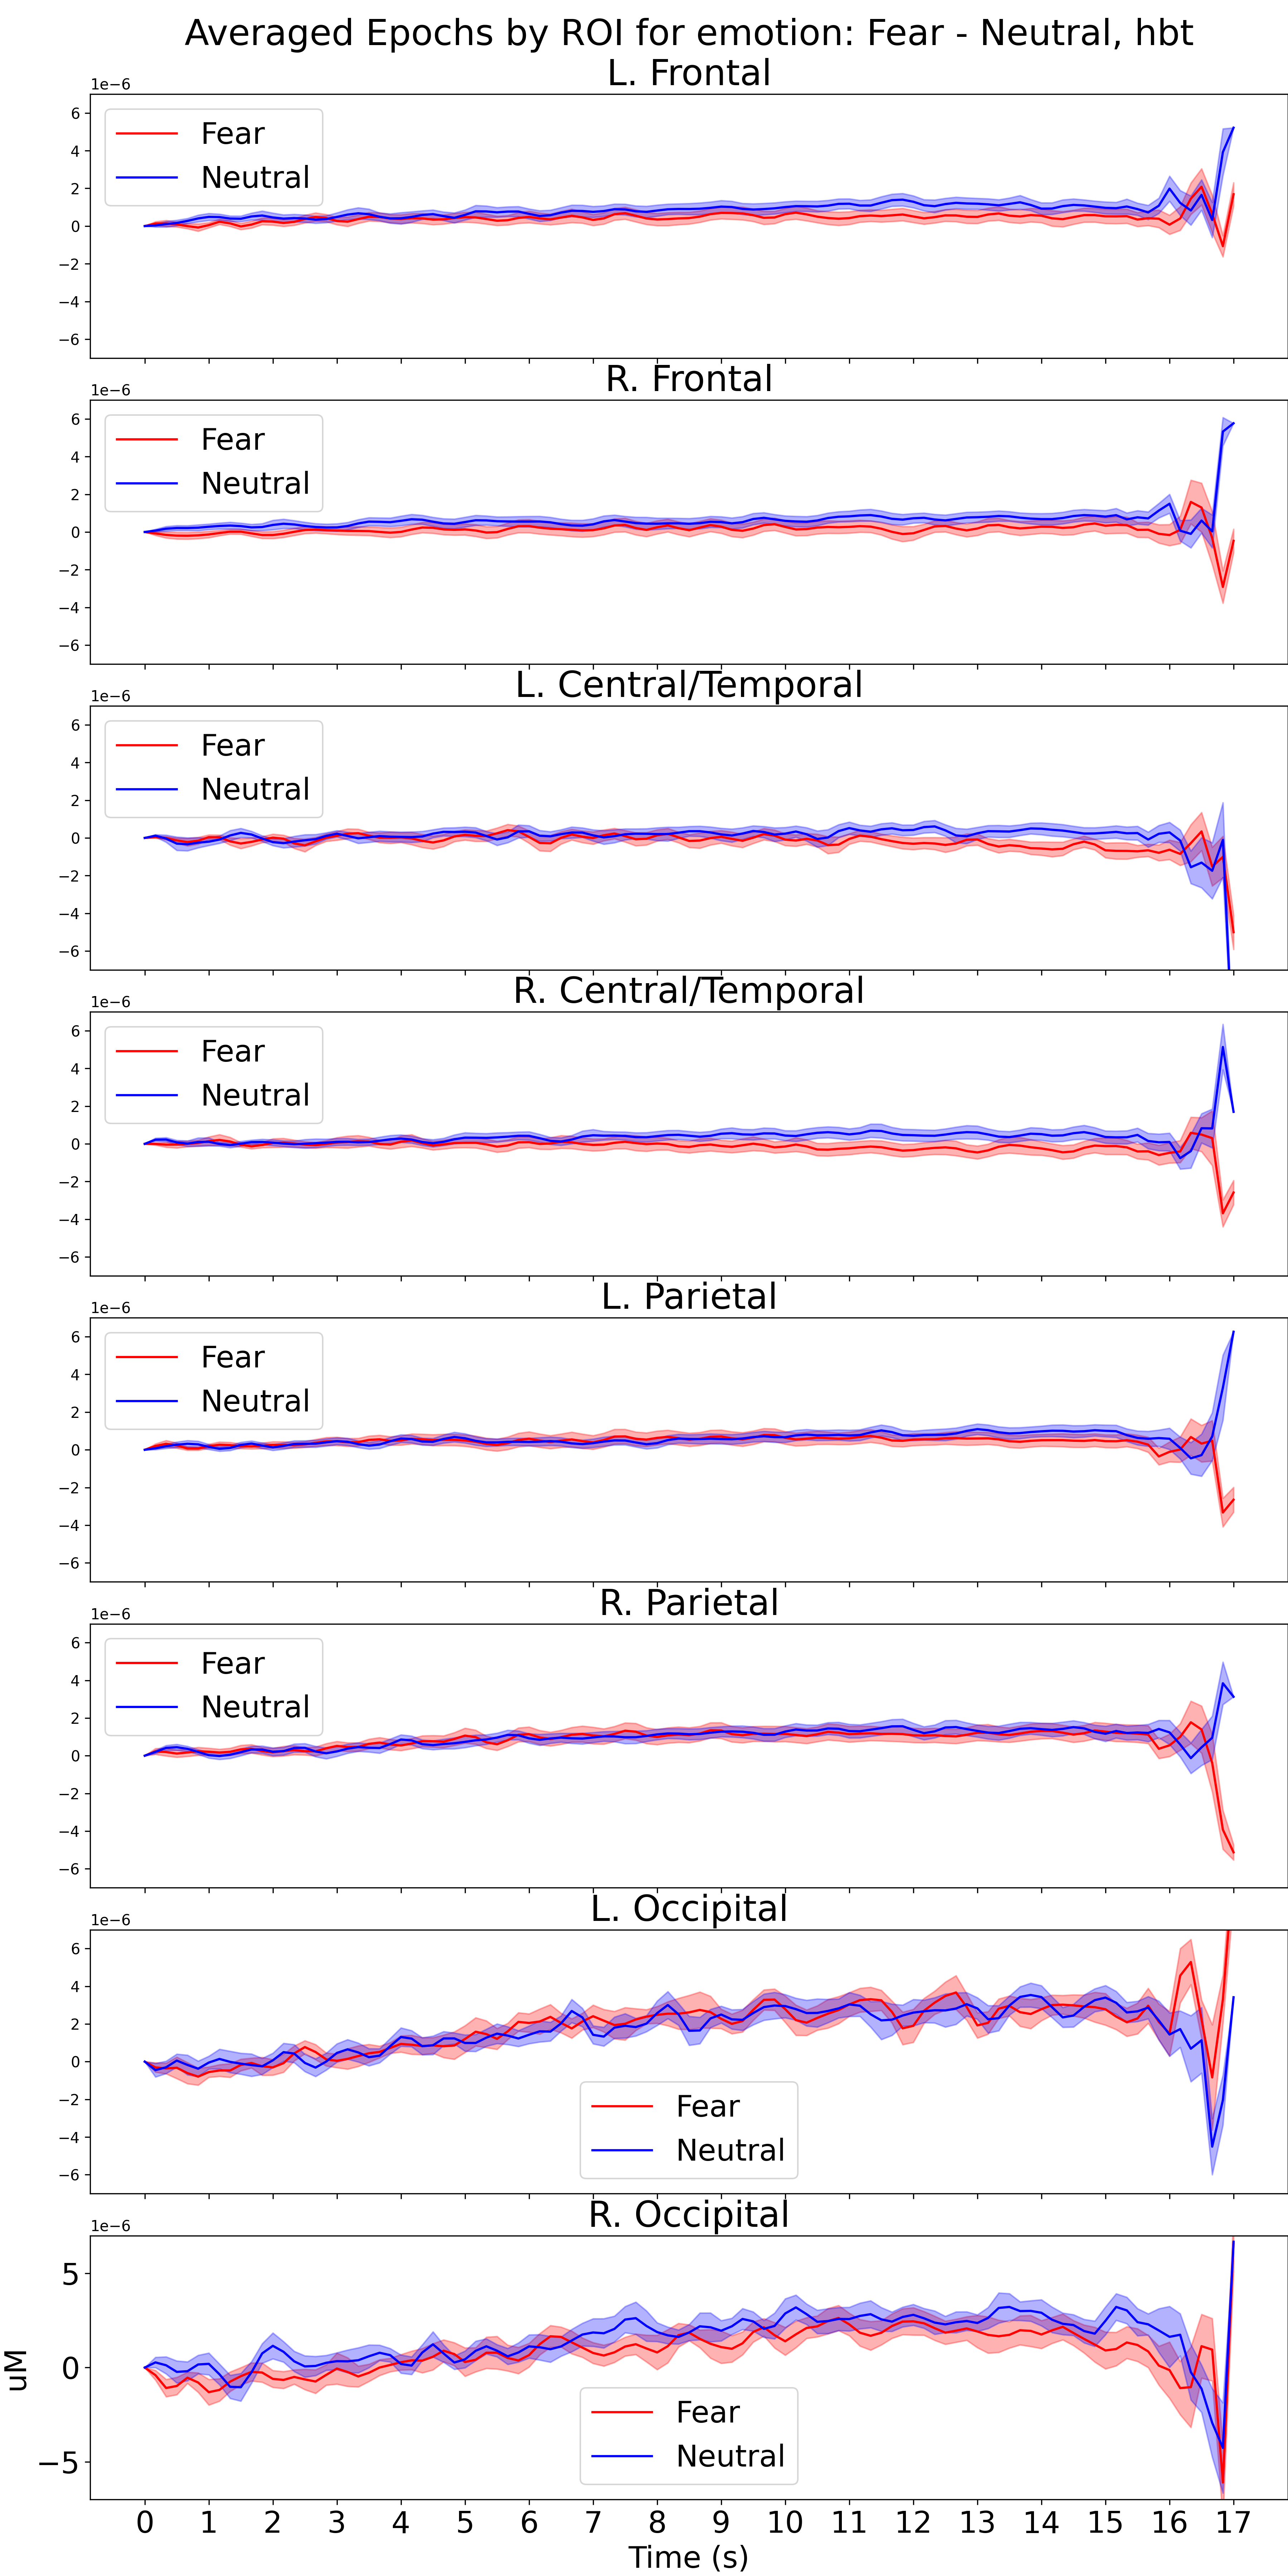 Averaged Epochs by ROI for emotion: Fear - Neutral, hbt
L. Frontal
1e−6
6
4
2
0
−2
−4
−6
Fear
Neutral
R. Frontal
1e−6
6
4
2
0
−2
−4
−6
Fear
Neutral
L. Central/Temporal
1e−6
6
4
2
0
−2
−4
−6
Fear
Neutral
R. Central/Temporal
1e−6
6
4
2
0
−2
−4
−6
Fear
Neutral
L. Parietal
1e−6
6
4
2
0
−2
−4
−6
Fear
Neutral
R. Parietal
1e−6
6
4
2
0
−2
−4
−6
Fear
Neutral
L. Occipital
1e−6
6
4
2
0
−2
−4
−6
Fear
Neutral
R. Occipital
1e−6
5
0
−5
uM
Fear
Neutral
0 1 2 3 4 5 6 7 8 9 10 11 12 13 14 15 16 17
Time (s)